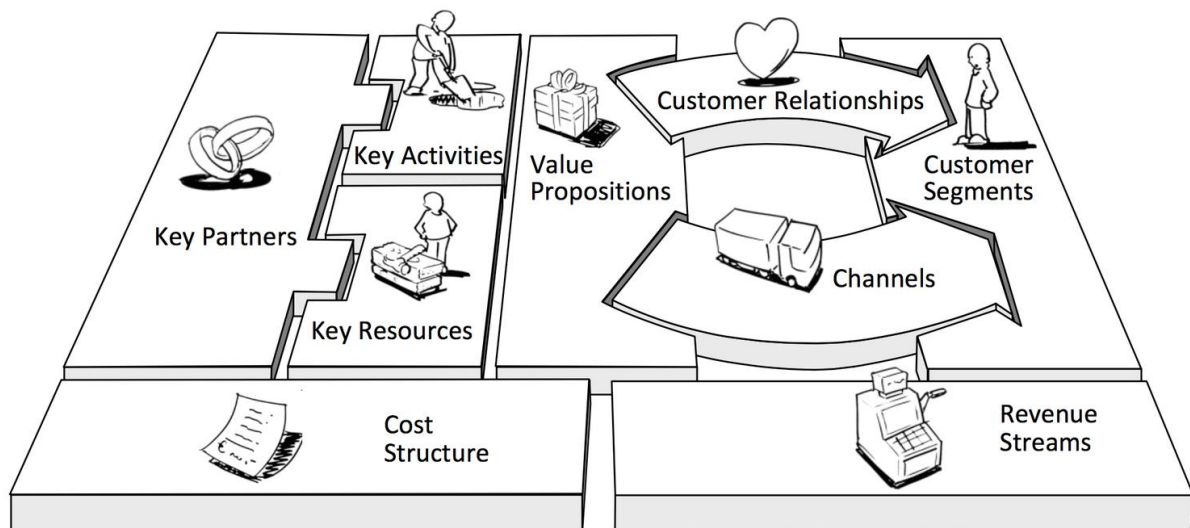 Customer Relationships
Key Activities
Value
Propositions
Customer
Segments
Key Partners
Channels
Key Resources
Cost
Structure
Revenue
Streams